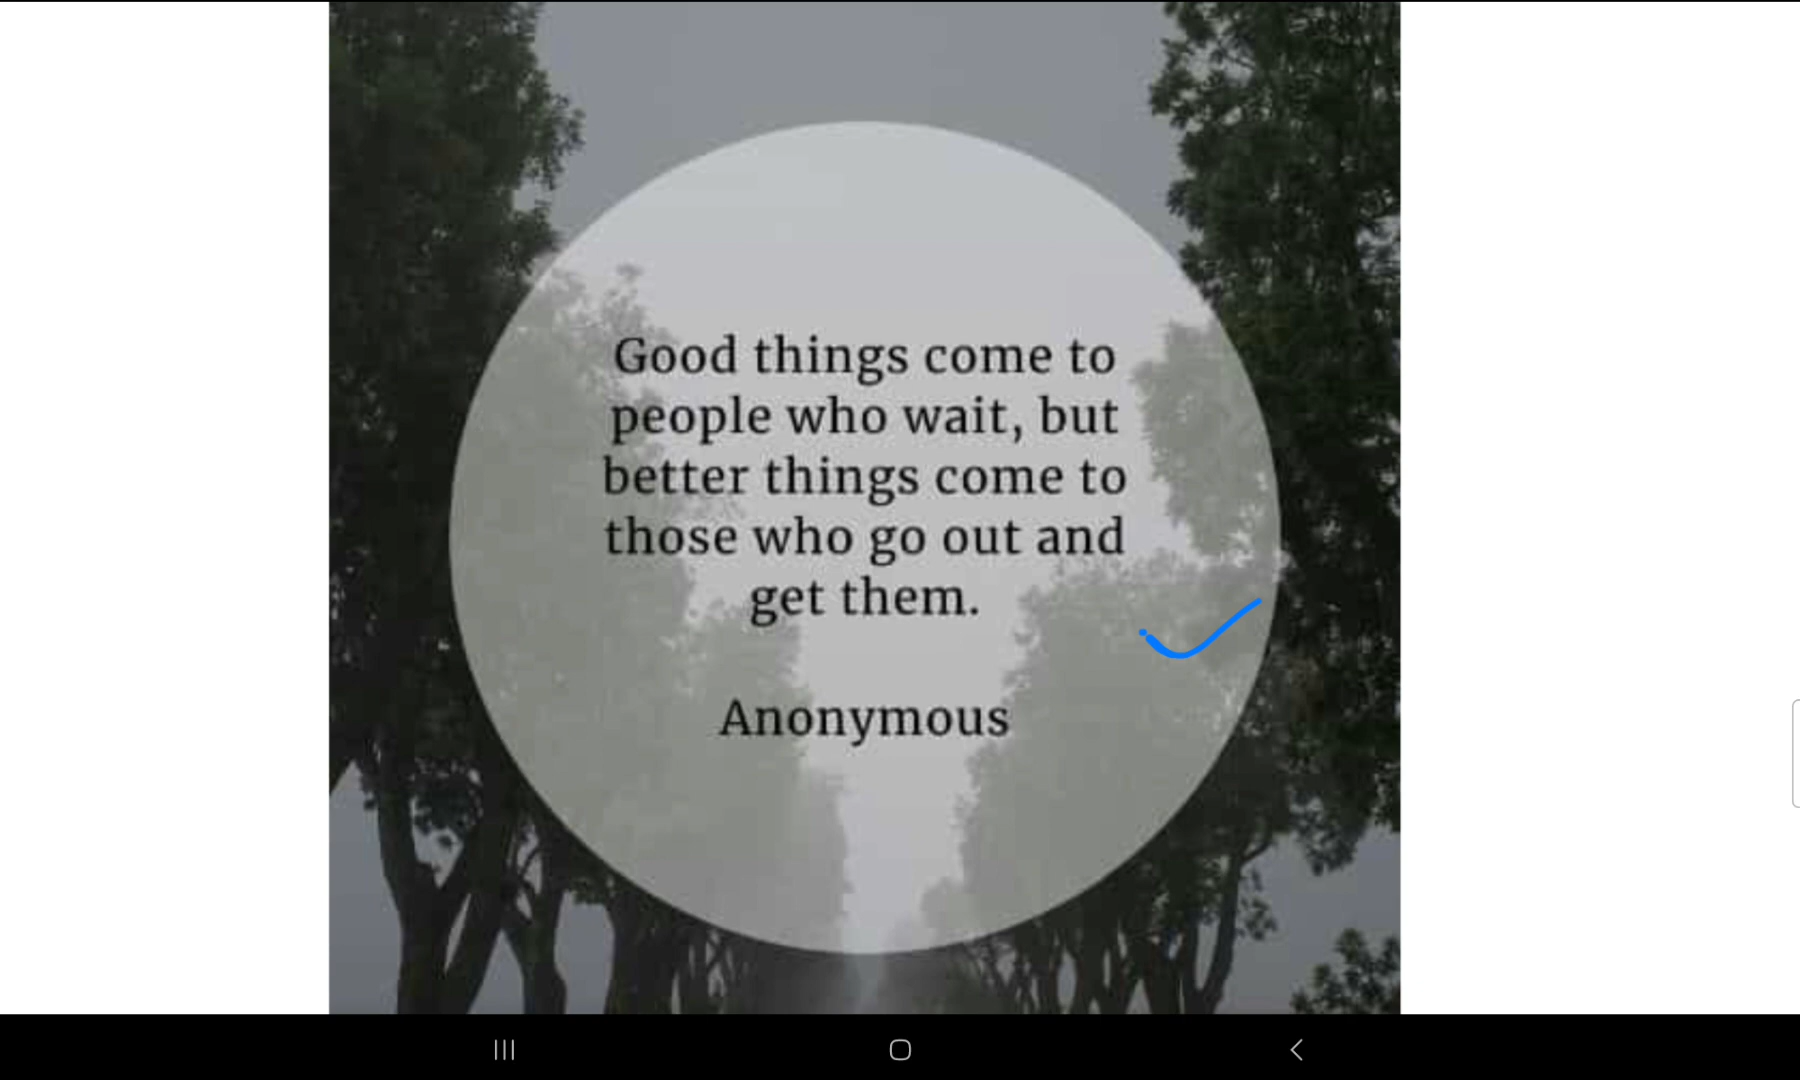 Good things come to
people who wait, but
better things come to
those who go out and
get them.
Anonymous